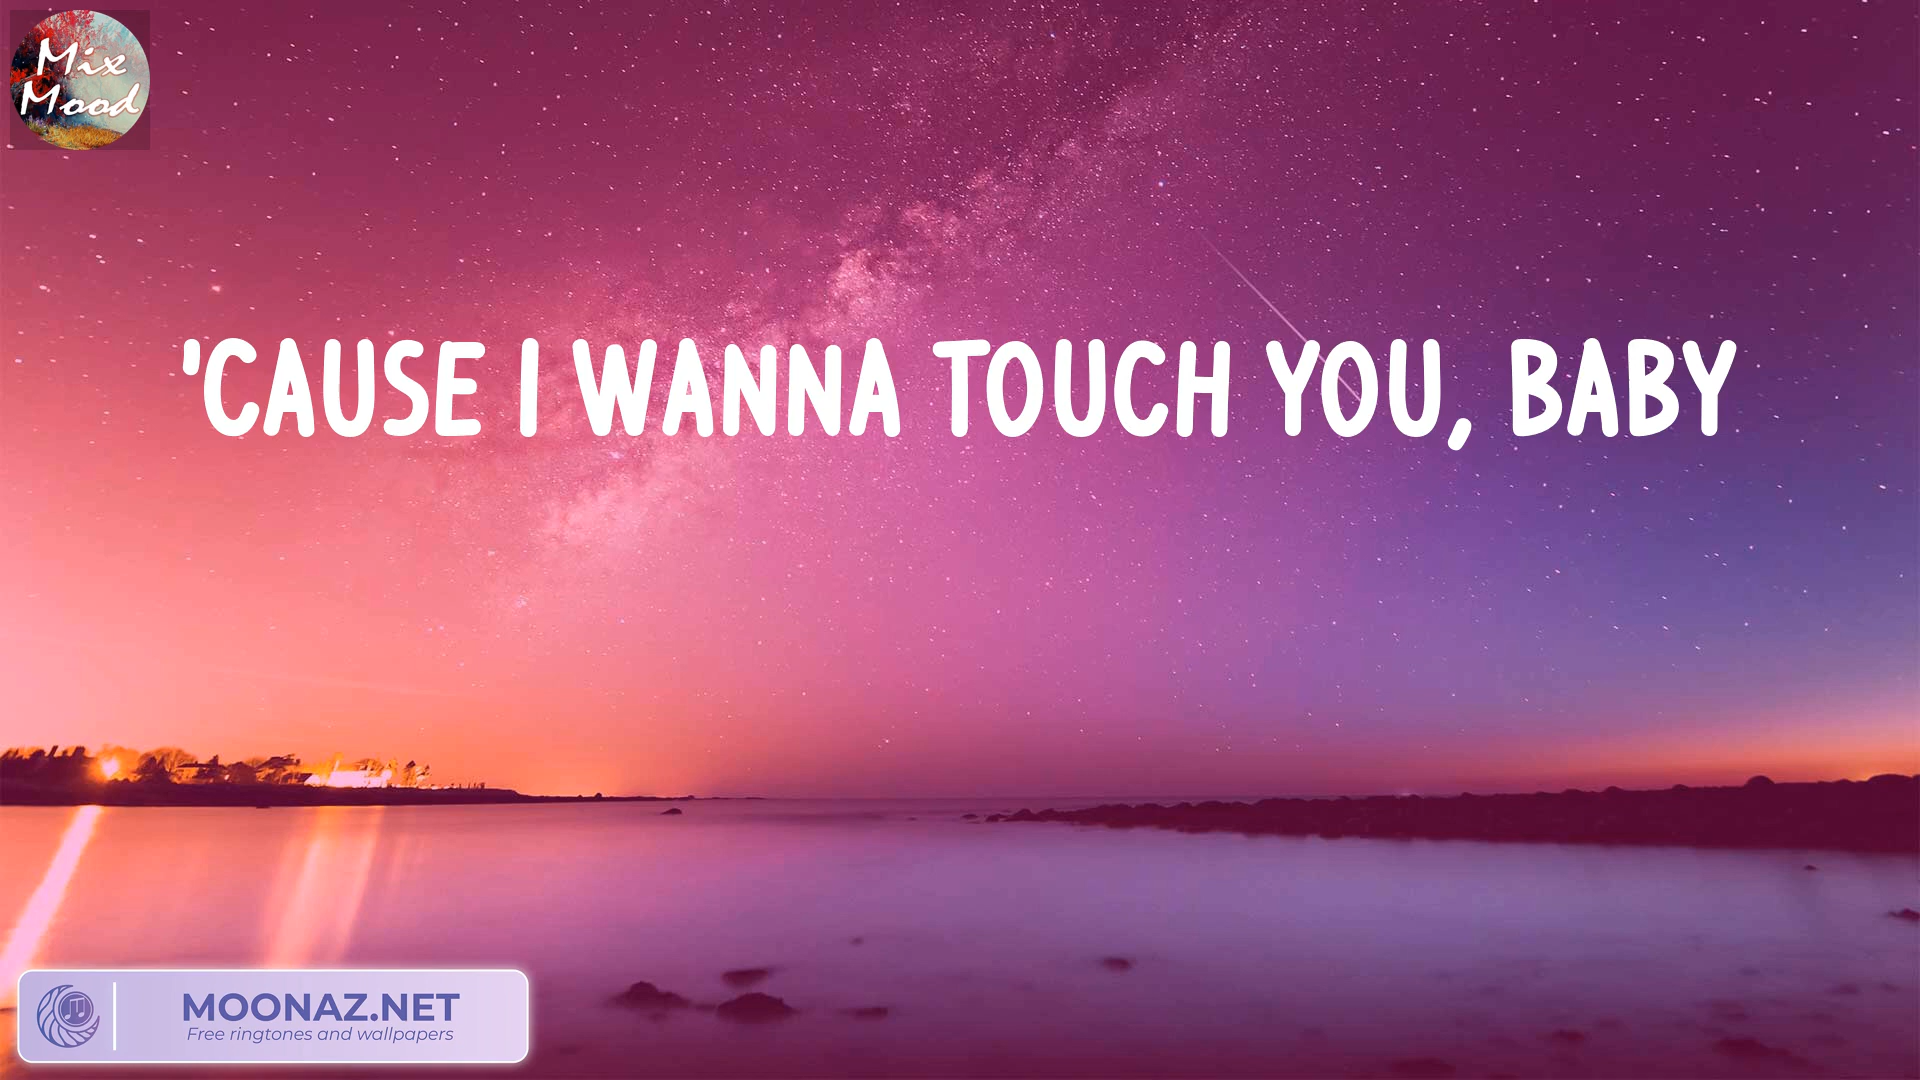 Mix
Mood
'CAUSE I WANNA TOUCH YOU, BABY
MOONAZ.NET
Free ringtones and wallpapers